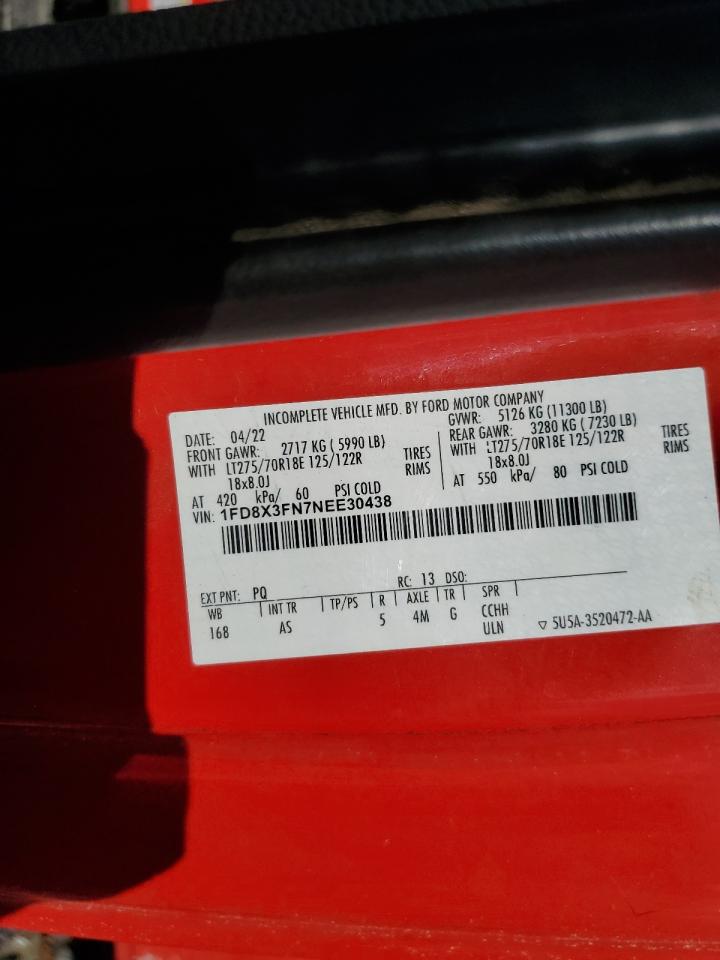 INCOMPLETE VEHICLE MFD. BY FORD MOTOR COMPANY
DATE: 04/22 GVWR: 5126 KG (11300 LB)
FRONT GAWR: 2717 KG ( 5990 LB) REAR GAWR: 3280 KG ( 7230 LB)
WITH LT275/70R18E 125/122R TIRES WITH LT275/70R18E 125/122R TIRES
18x8.0J RIMS 18x8.0J RIMS
AT 420 kPa/ 60 PSI COLD AT 550 kPa/ 80 PSI COLD
VIN: 1FD8X3FN7NEE30438
EXT PNT: PQ RC: 13 DSO:
WB INT TR TP/PS R AXLE TR SPR
168 AS 5 4M G CCHH
ULN ▽ 5U5A-3520472-AA